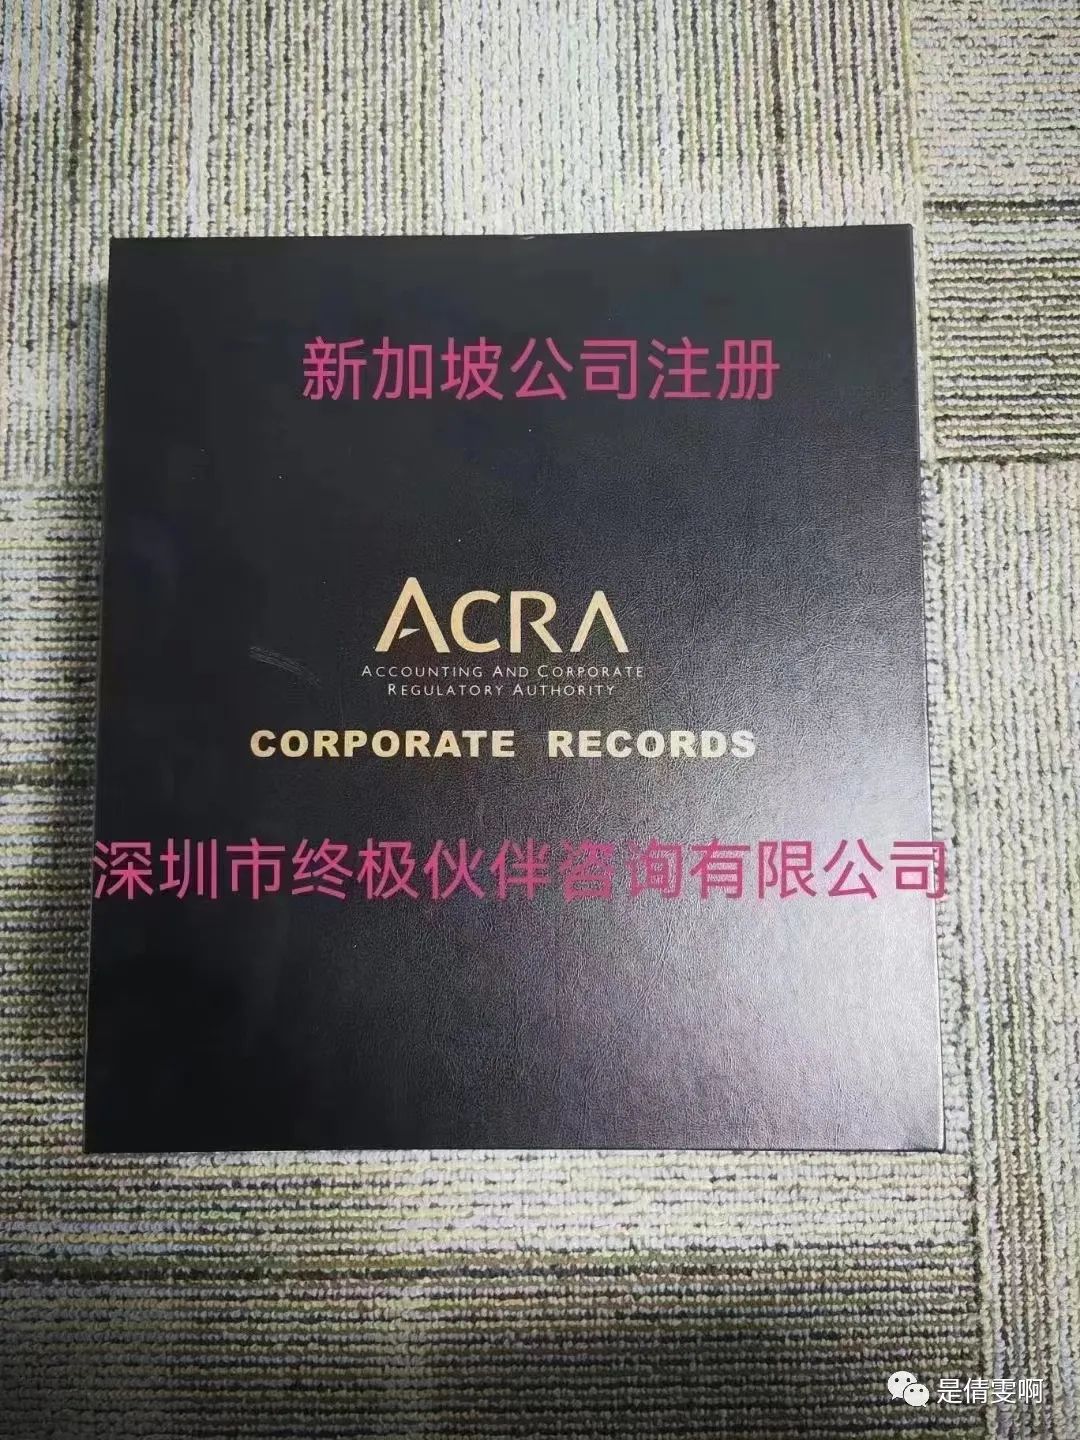 新加坡公司注册
ACRA
ACCOUNTING AND CORPORATE
REGULATORY AUTHORITY
CORPORATE RECORDS
深圳市终极伙伴咨询有限公司
是倩雯啊